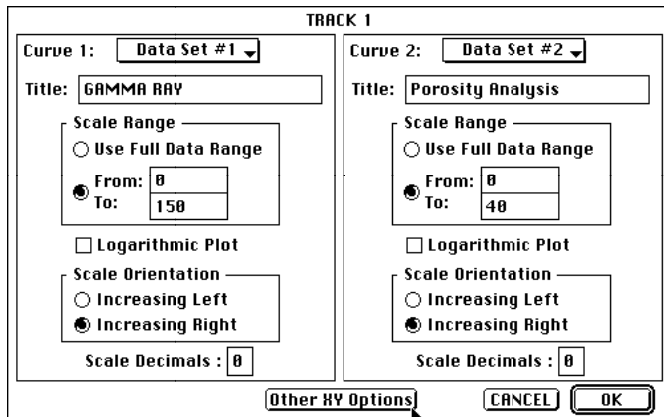 TRACK 1
Curve 1: Data Set #1
Title: GAMMA RAY
Scale Range
Use Full Data Range
From: 0
To: 150
Logarithmic Plot
Scale Orientation
Increasing Left
Increasing Right
Scale Decimals : 0
Curve 2: Data Set #2
Title: Porosity Analysis
Scale Range
Use Full Data Range
From: 0
To: 40
Logarithmic Plot
Scale Orientation
Increasing Left
Increasing Right
Scale Decimals : 0
Other XY Options
CANCEL
OK